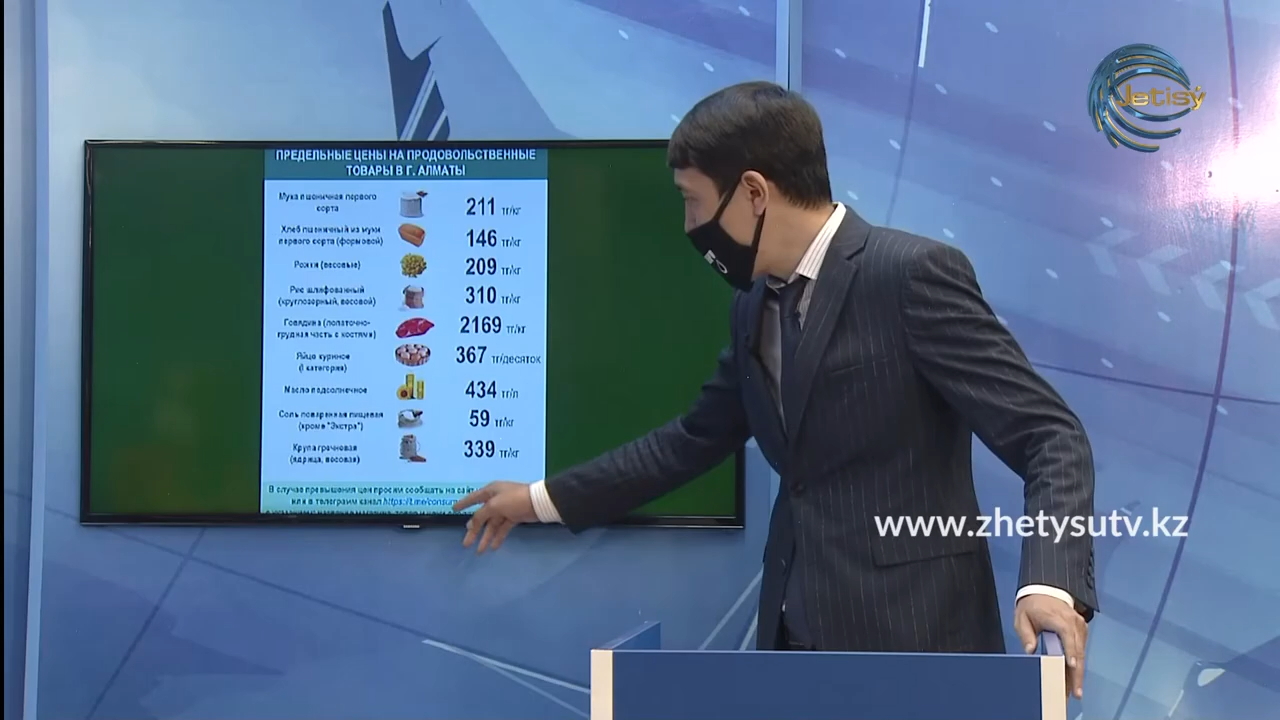 Jetisý
ПРЕДЕЛЬНЫЕ ЦЕНЫ НА ПРОДОВОЛЬСТВЕННЫЕ
ТОВАРЫ В Г. АЛМАТЫ
Мука пшеничная первого
сорта
211 тг/кг
Хлеб пшеничный из муки
первого сорта (формовой)
146 тг/кг
Рожки (весовые)
209 тг/кг
Рис шлифованный
(круглозерный, весовой)
310 тг/кг
Говядина (лопаточно-
грудная часть с костями)
2169 тг/кг
Яйцо куриное
(I категория)
367 тг/десяток
Масло подсолнечное
434 тг/л
Соль поваренная пищевая
(кроме "Экстра")
59 тг/кг
Крупа гречневая
(ядрица, весовая)
339 тг/кг
В случае превышения цен просим сообщать на сайт
или в телеграмм канал https://t.me/consum
www.zhetysutv.kz